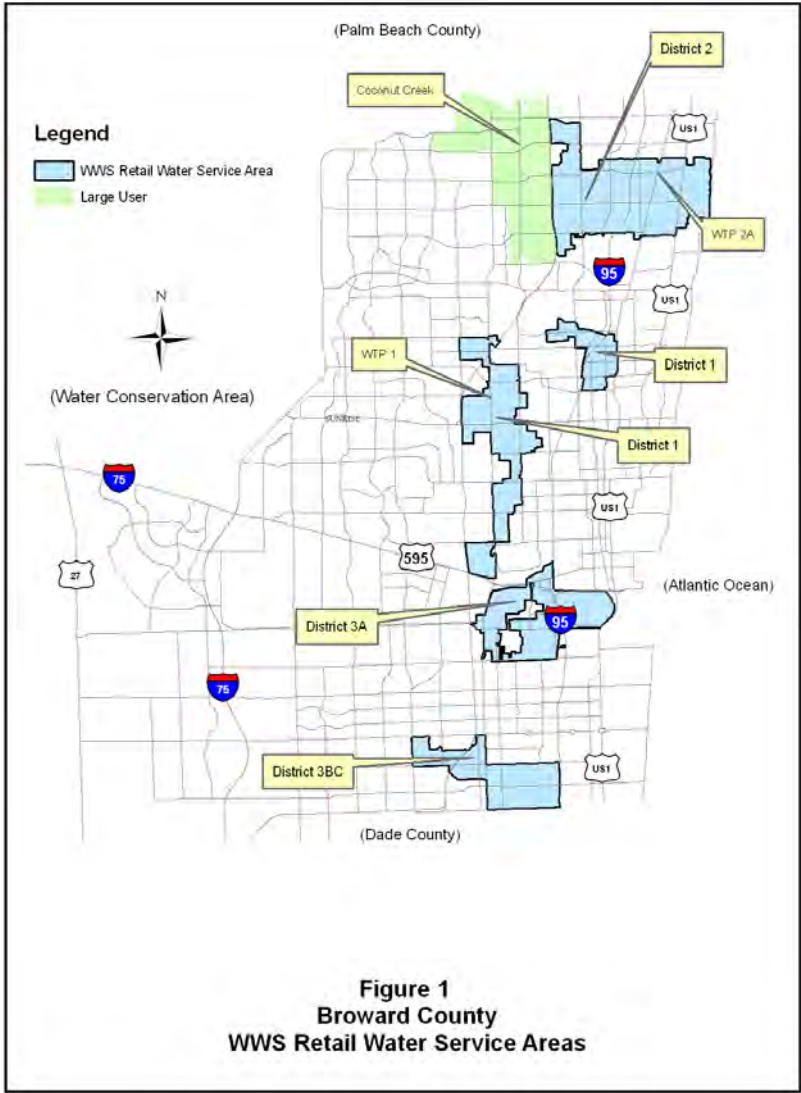 (Palm Beach County)
District 2
Coconut Creek
US1
Legend
WWS Retail Water Service Area
Large User
WTP 2A
95
N
US1
WTP 1
District 1
(Water Conservation Area)
SUNRISE
District 1
75
US1
595
27
(Atlantic Ocean)
District 3A
95
75
District 3BC
US1
(Dade County)
Figure 1
Broward County
WWS Retail Water Service Areas